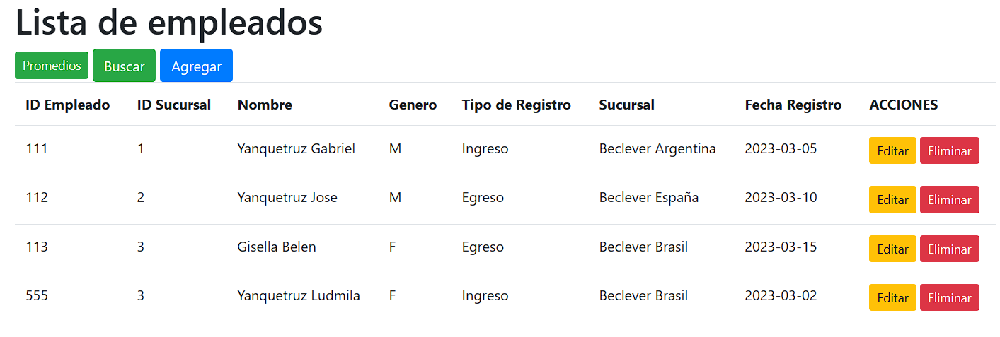 Lista de empleados
Promedios Buscar Agregar
ID Empleado ID Sucursal Nombre Genero Tipo de Registro Sucursal Fecha Registro ACCIONES
111 1 Yanquetruz Gabriel M Ingreso Beclever Argentina 2023-03-05 Editar Eliminar
112 2 Yanquetruz Jose M Egreso Beclever España 2023-03-10 Editar Eliminar
113 3 Gisella Belen F Egreso Beclever Brasil 2023-03-15 Editar Eliminar
555 3 Yanquetruz Ludmila F Ingreso Beclever Brasil 2023-03-02 Editar Eliminar